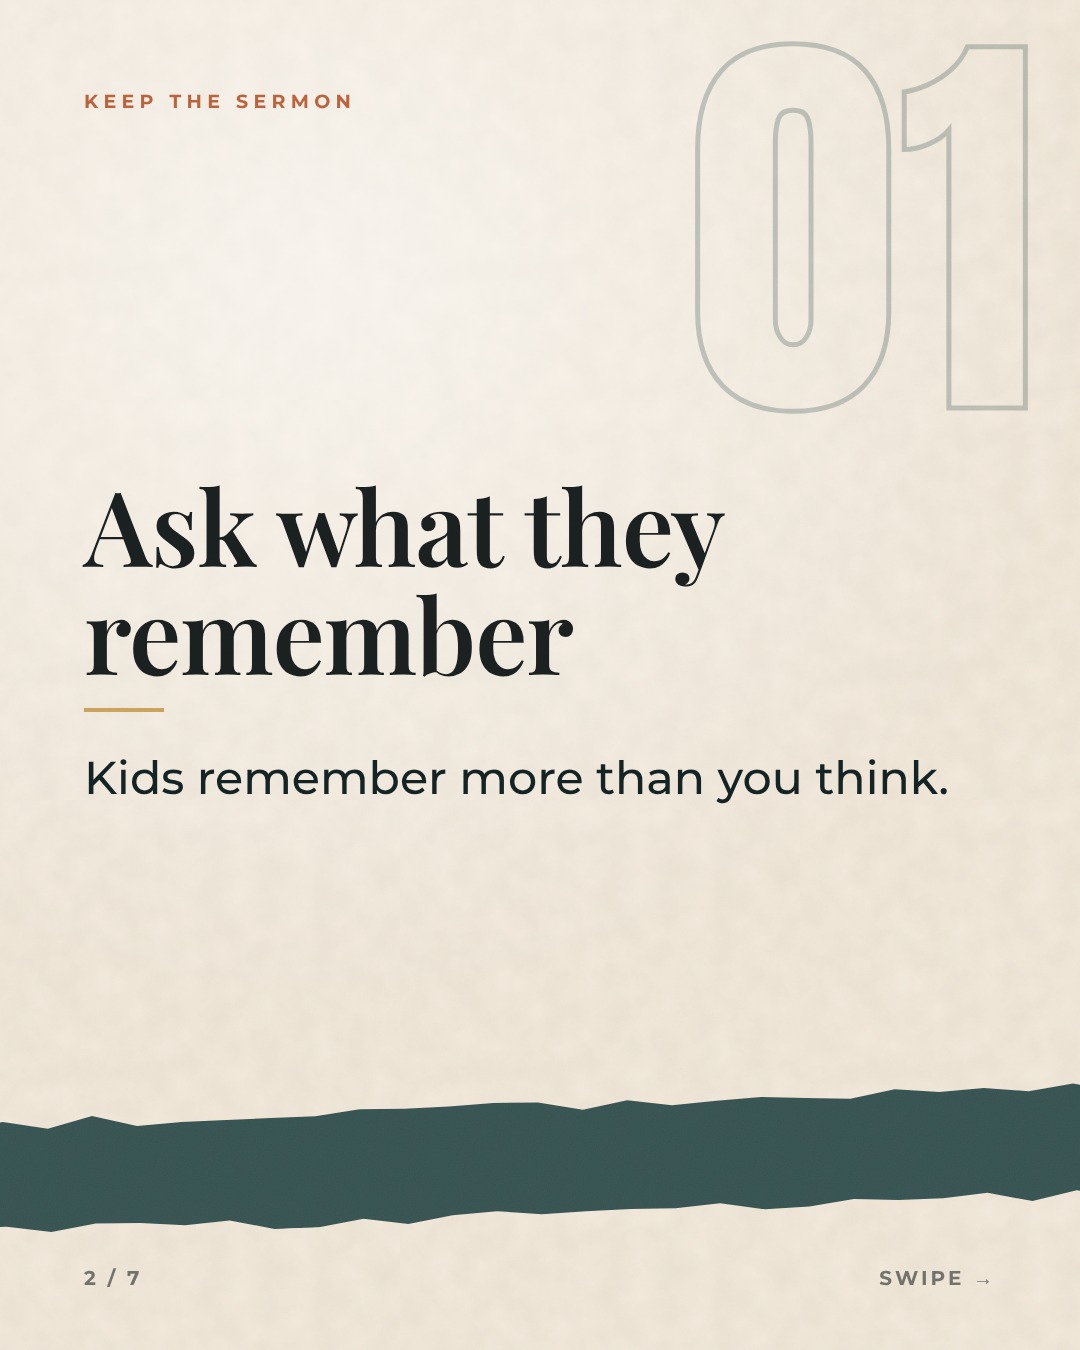 KEEP THE SERMON
01
Ask what they
remember
Kids remember more than you think.
2 / 7
SWIPE →